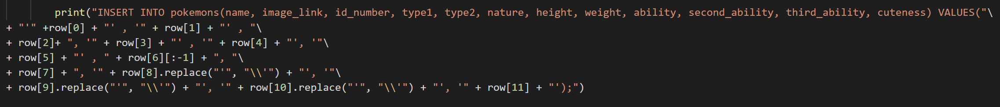 print("INSERT INTO pokemons(name, image_link, id_number, type1, type2, nature, height, weight, ability, second_ability, third_ability, cuteness) VALUES("\
+ "'" +row[0] + "' , '" + row[1] + "' , "\
+ row[2]+ ", '" + row[3] + "' , '" + row[4] + "', '"\
+ row[5] + "' , " + row[6][:-1] + ", "\
+ row[7] + ", '" + row[8].replace("'", "\\'") + "', '"\
+ row[9].replace("'", "\\'") + "', '" + row[10].replace("'", "\\'") + "', '" + row[11] + "');")